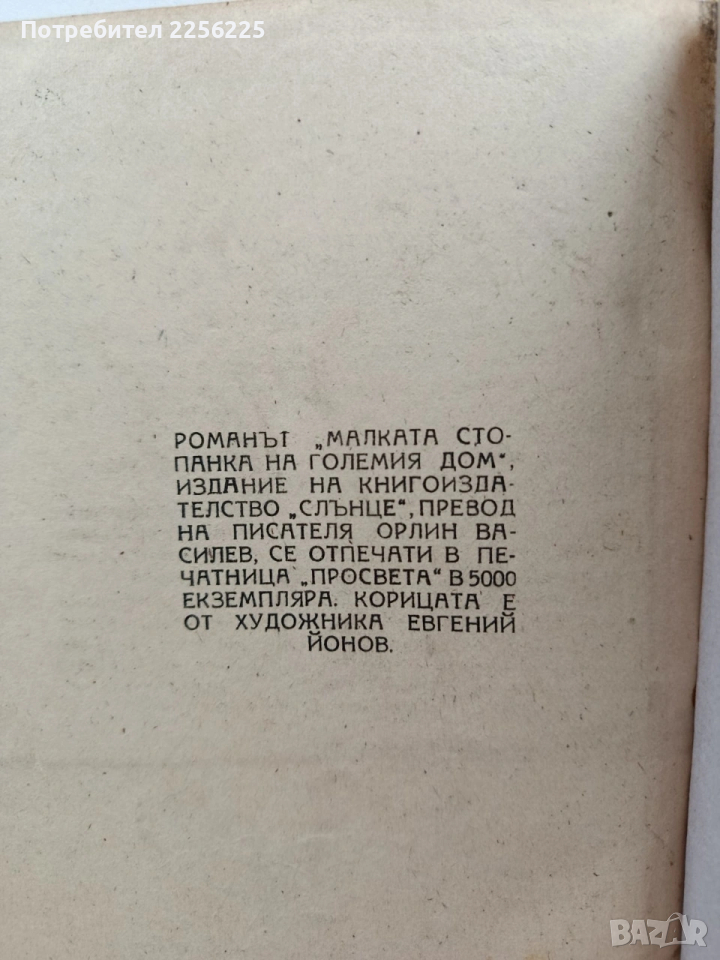 Потребител 2256225
РОМАНЪТ „МАЛКАТА СТО-
ПАНКА НА ГОЛЕМИЯ ДОМ“,
ИЗДАНИЕ НА КНИГОИЗДА-
ТЕЛСТВО „СЛЪНЦЕ“, ПРЕВОД
НА ПИСАТЕЛЯ ОРЛИН ВА-
СИЛЕВ, СЕ ОТПЕЧАТИ В ПЕ-
ЧАТНИЦА „ПРОСВЕТА“ В 5000
ЕКЗЕМПЛЯРА. КОРИЦАТА Е
ОТ ХУДОЖНИКА ЕВГЕНИЙ
ЙОНОВ.
BAZAR